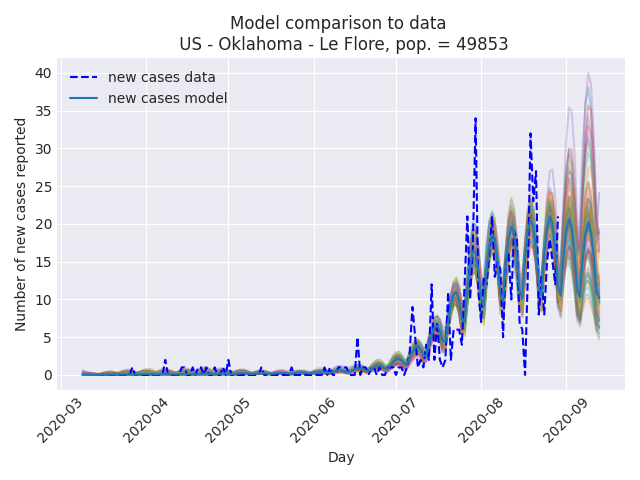 Model comparison to data
US - Oklahoma - Le Flore, pop. = 49853
new cases data
new cases model
Number of new cases reported
40
35
30
25
20
15
10
5
0
2020-03
2020-04
2020-05
2020-06
2020-07
2020-08
2020-09
Day